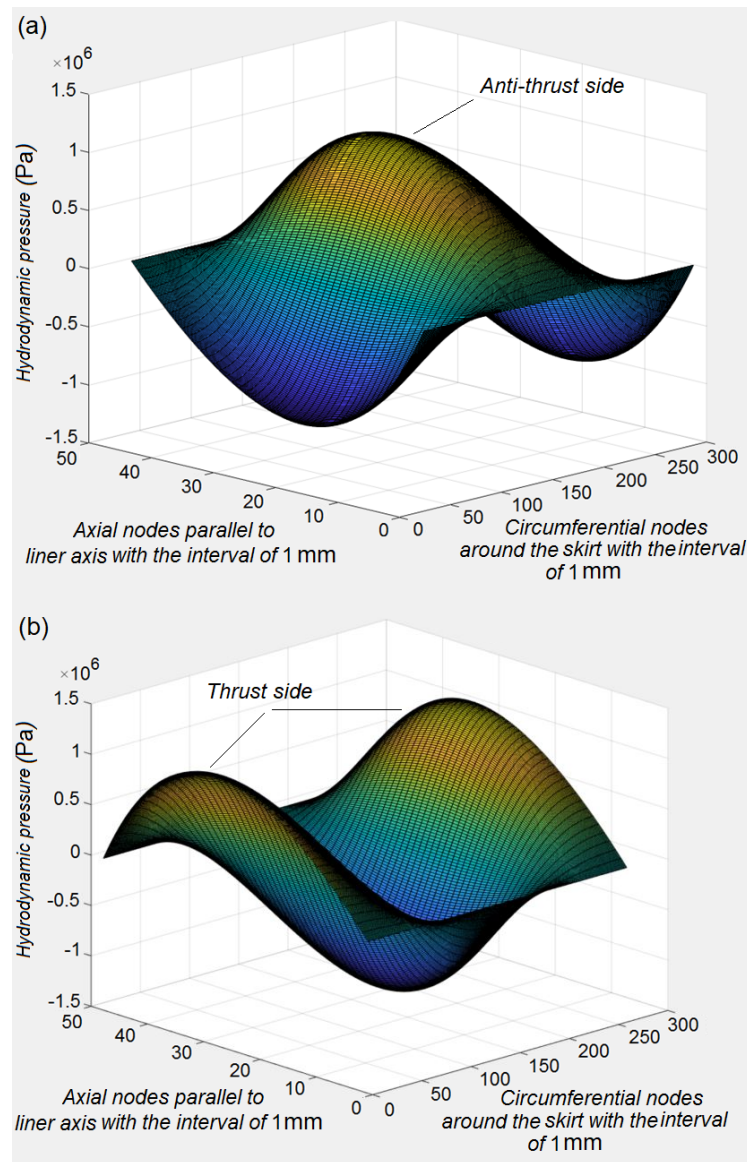 (a)
×10⁶
1.5
1
0.5
0
-0.5
-1
-1.5
Hydrodynamic pressure (Pa)
Anti-thrust side
50
40
30
20
10
0
0
50
100
150
200
250
300
Axial nodes parallel to
liner axis with the interval of 1 mm
Circumferential nodes
around the skirt with the interval
of 1 mm
(b)
×10⁶
1.5
1
0.5
0
-0.5
-1
-1.5
Hydrodynamic pressure (Pa)
Thrust side
50
40
30
20
10
0
0
50
100
150
200
250
300
Axial nodes parallel to
liner axis with the interval of 1 mm
Circumferential nodes
around the skirt with the interval
of 1 mm